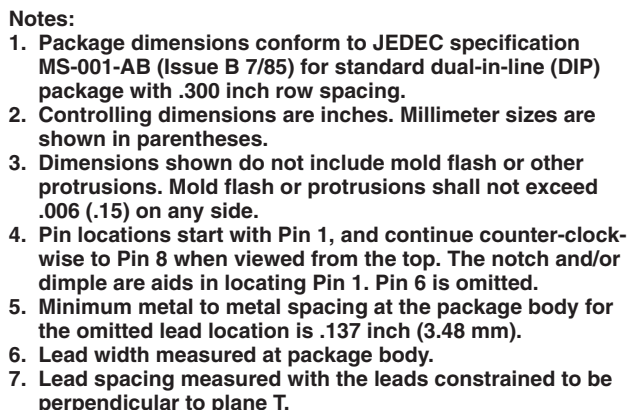 Notes:
1. Package dimensions conform to JEDEC specification
MS-001-AB (Issue B 7/85) for standard dual-in-line (DIP)
package with .300 inch row spacing.
2. Controlling dimensions are inches. Millimeter sizes are
shown in parentheses.
3. Dimensions shown do not include mold flash or other
protrusions. Mold flash or protrusions shall not exceed
.006 (.15) on any side.
4. Pin locations start with Pin 1, and continue counter-clock-
wise to Pin 8 when viewed from the top. The notch and/or
dimple are aids in locating Pin 1. Pin 6 is omitted.
5. Minimum metal to metal spacing at the package body for
the omitted lead location is .137 inch (3.48 mm).
6. Lead width measured at package body.
7. Lead spacing measured with the leads constrained to be
perpendicular to plane T.